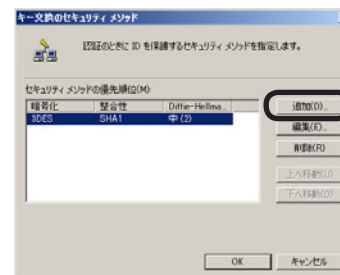 キー交換のセキュリティ メソッド
認証のときに ID を保護するセキュリティ メソッドを指定します。
セキュリティ メソッドの優先順位(M):
暗号化 整合性 Diffie-Hellma...
3DES SHA1 中 (2)
追加(D)...
編集(E)...
削除(R)
上へ移動(U)
下へ移動(O)
OK キャンセル